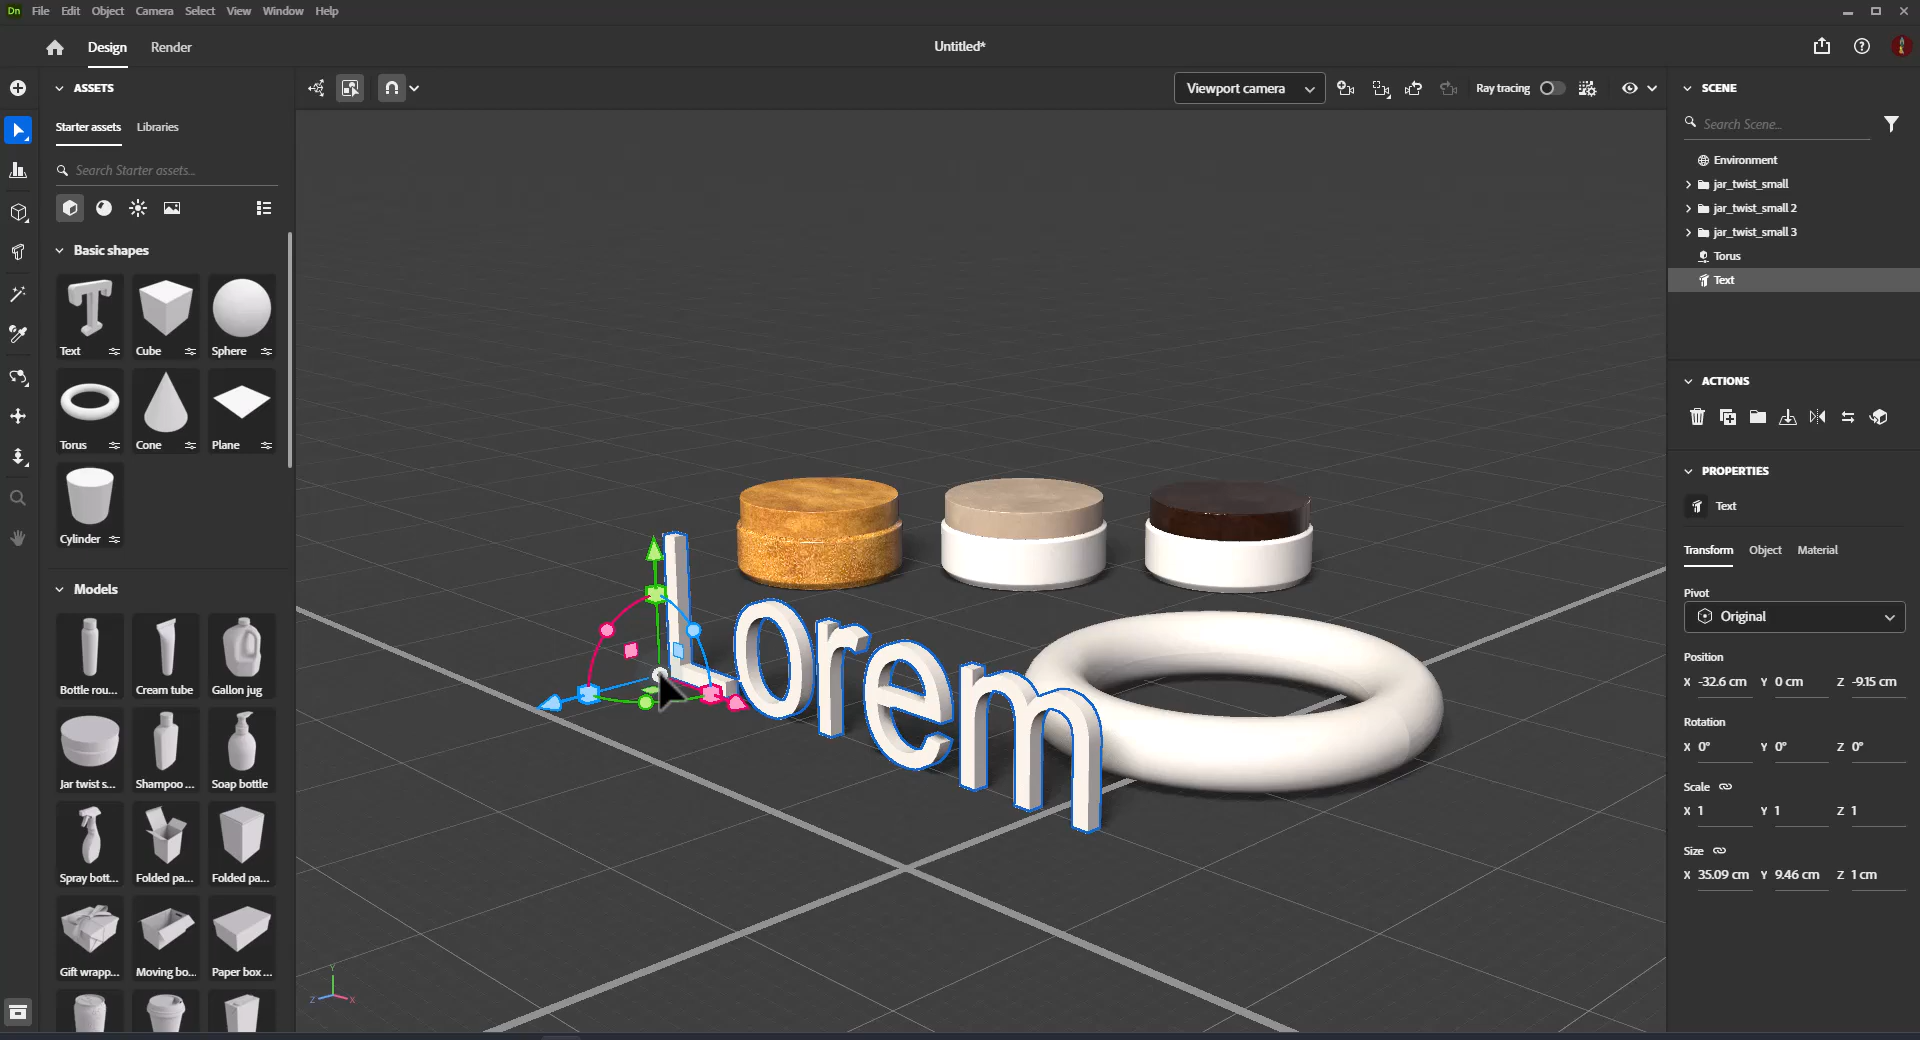 Dn File Edit Object Camera Select View Window Help
Design Render Untitled*
ASSETS
Starter assets Libraries
Search Starter assets...
Basic shapes
Text Cube Sphere
Torus Cone Plane
Cylinder
Models
Bottle rou... Cream tube Gallon jug
Jar twist s... Shampoo ... Soap bottle
Spray bott... Folded pa... Folded pa...
Gift wrapp... Moving bo... Paper box ...
Viewport camera Ray tracing
Lorem
Y
Z X
SCENE
Search Scene...
Environment
jar_twist_small
jar_twist_small 2
jar_twist_small 3
Torus
Text
ACTIONS
PROPERTIES
Text
Transform Object Material
Pivot
Original
Position
X -32.6 cm Y 0 cm Z -9.15 cm
Rotation
X 0° Y 0° Z 0°
Scale
X 1 Y 1 Z 1
Size
X 35.09 cm Y 9.46 cm Z 1 cm